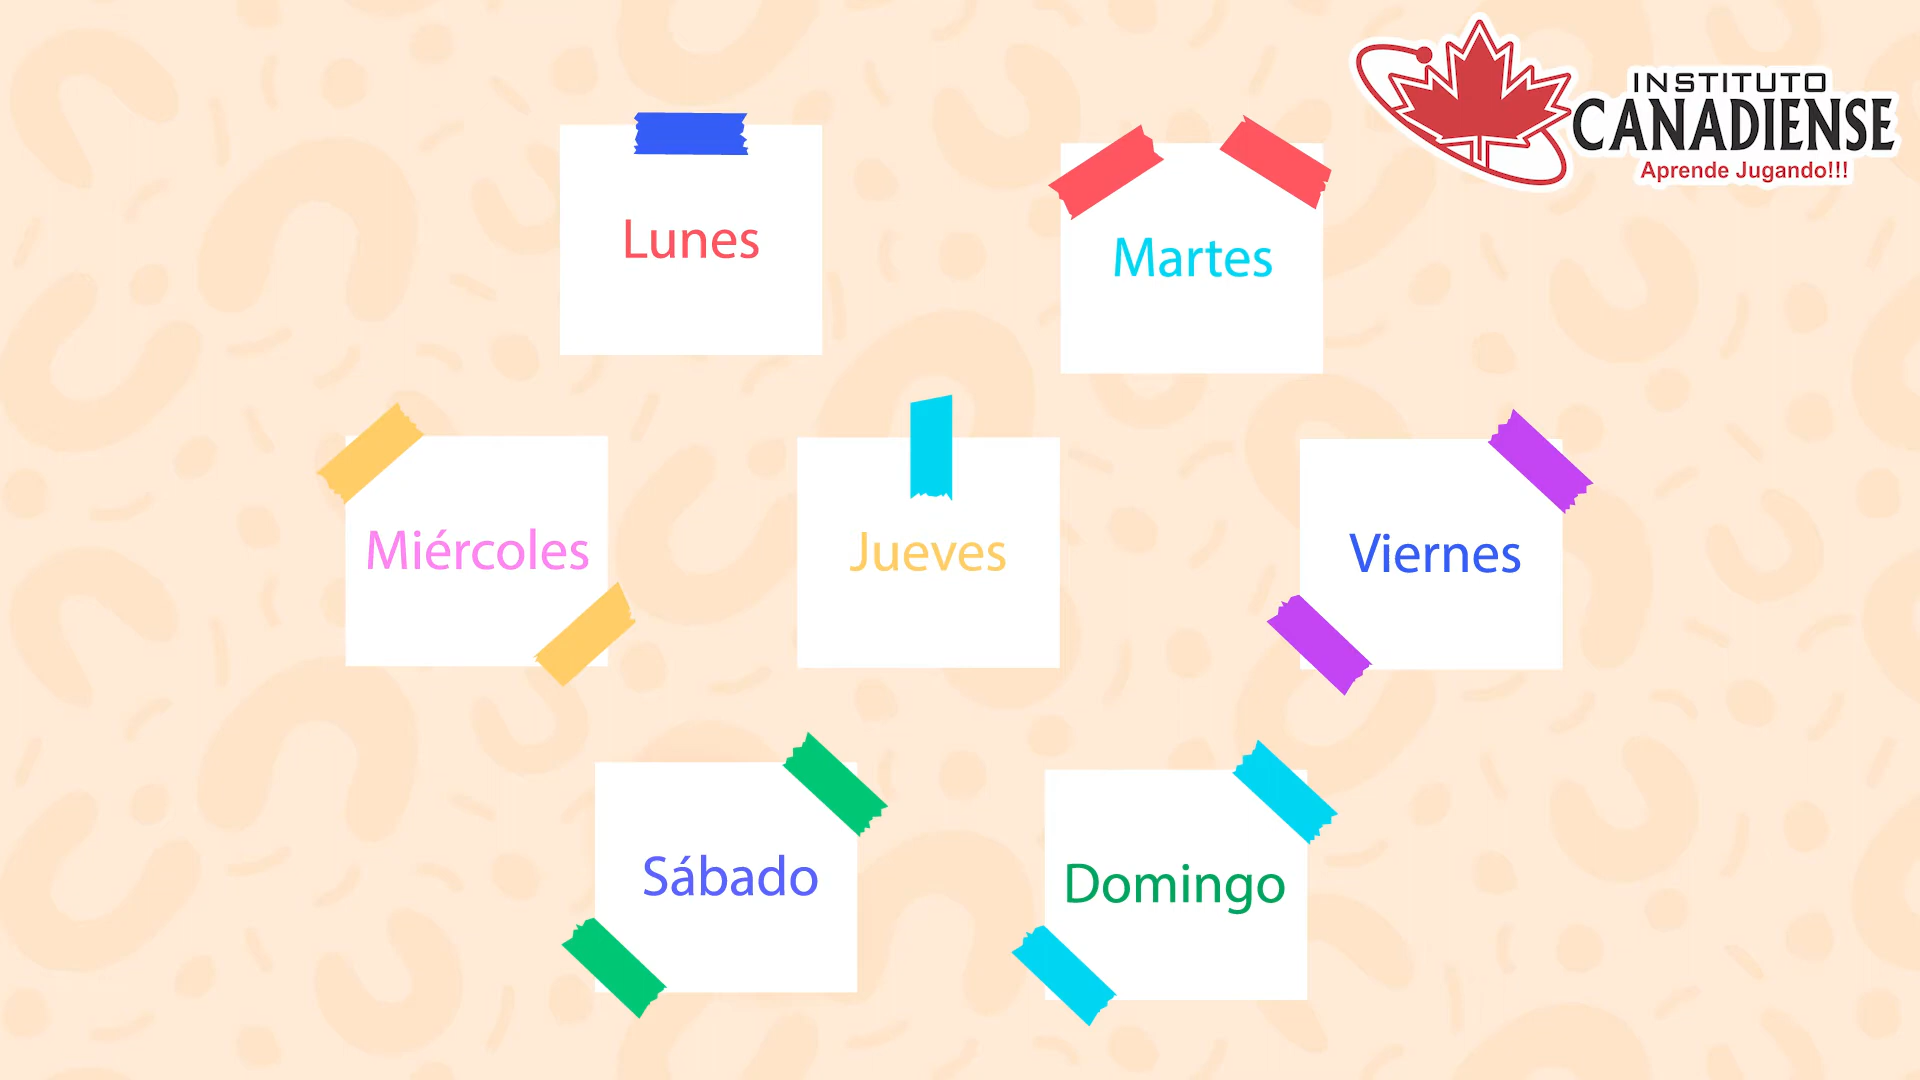 INSTITUTO
CANADIENSE
Aprende Jugando!!!
Lunes
Martes
Miércoles
Jueves
Viernes
Sábado
Domingo